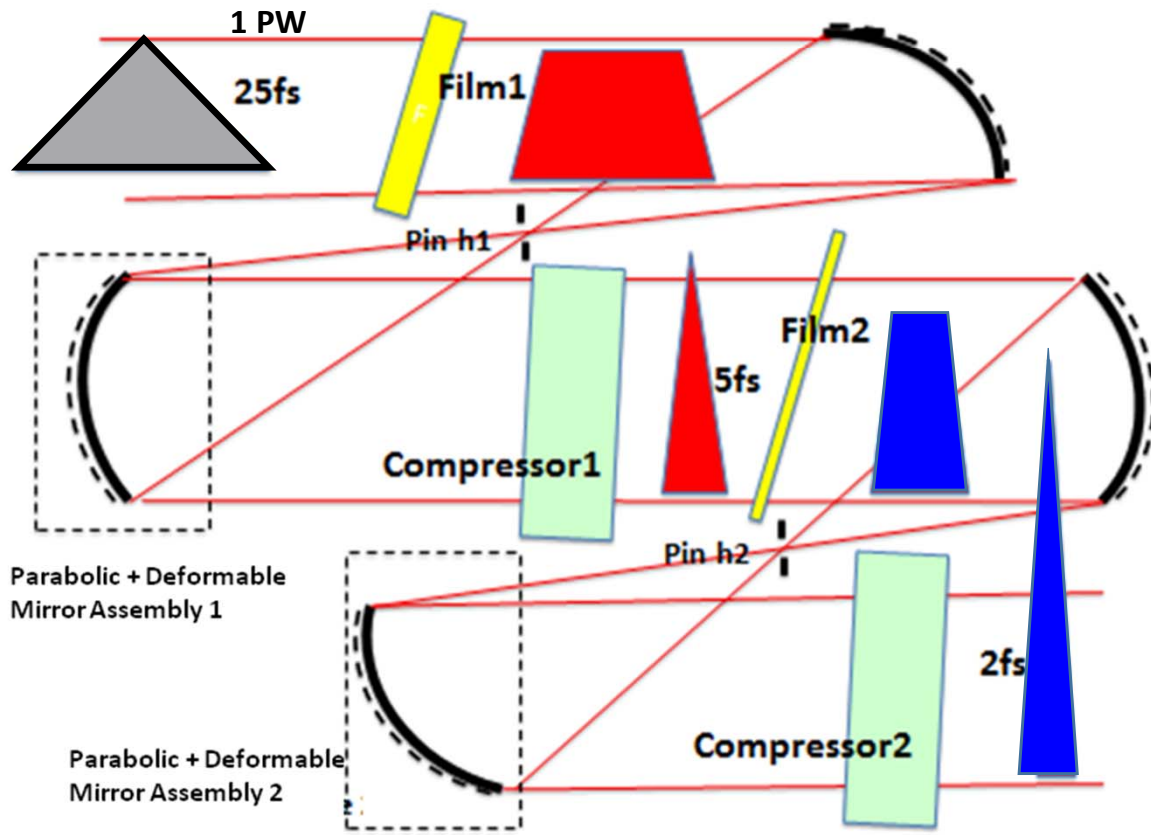 1 PW
25fs
Film1
Pin h1
Film2
5fs
Compressor1
Pin h2
Parabolic + Deformable
Mirror Assembly 1
2fs
Compressor2
Parabolic + Deformable
Mirror Assembly 2